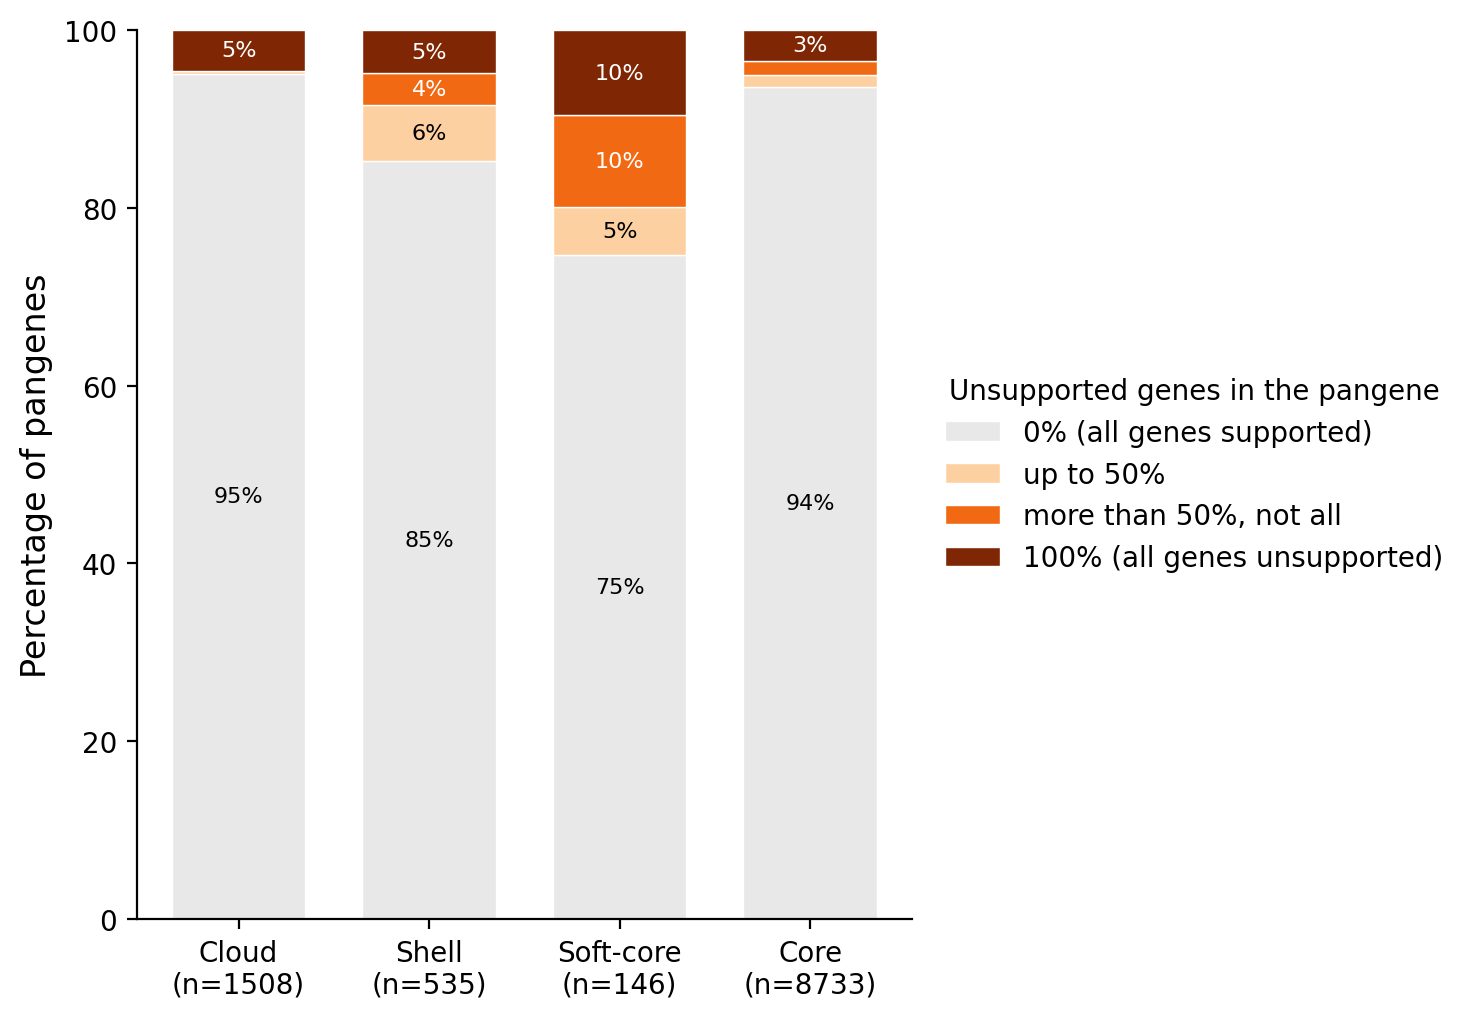 100
80
60
40
20
0
Percentage of pangenes
5%
95%
5%
4%
6%
85%
10%
10%
5%
75%
3%
94%
Cloud
(n=1508)
Shell
(n=535)
Soft-core
(n=146)
Core
(n=8733)
Unsupported genes in the pangene
0% (all genes supported)
up to 50%
more than 50%, not all
100% (all genes unsupported)